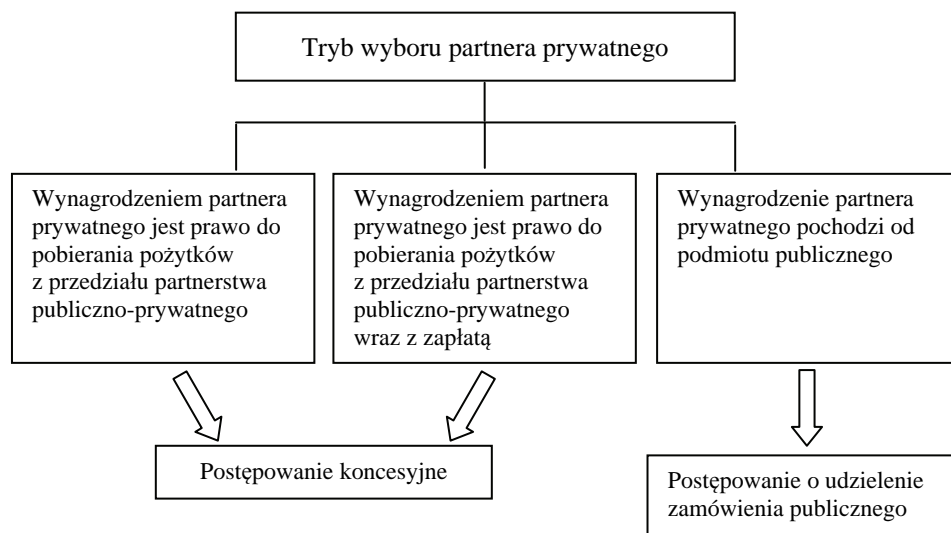 Tryb wyboru partnera prywatnego
Wynagrodzeniem partnera
prywatnego jest prawo do
pobierania pożytków
z przedziału partnerstwa
publiczno-prywatnego
Wynagrodzeniem partnera
prywatnego jest prawo do
pobierania pożytków
z przedziału partnerstwa
publiczno-prywatnego
wraz z zapłatą
Wynagrodzenie partnera
prywatnego pochodzi od
podmiotu publicznego
Postępowanie koncesyjne
Postępowanie o udzielenie
zamówienia publicznego